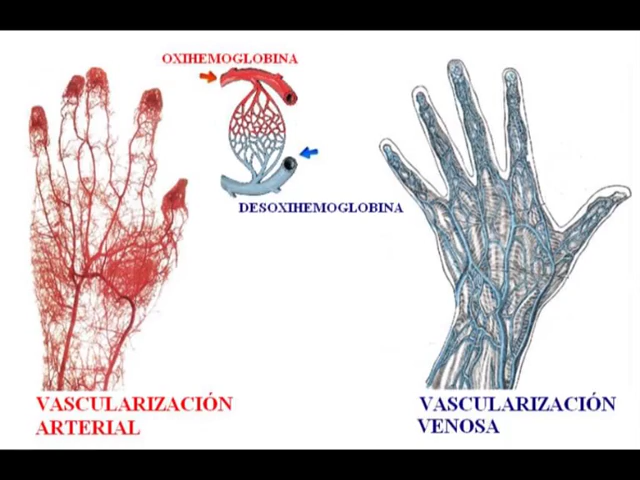 OXIHEMOGLOBINA
DESOXIHEMOGLOBINA
VASCULARIZACIÓN
ARTERIAL
VASCULARIZACIÓN
VENOSA